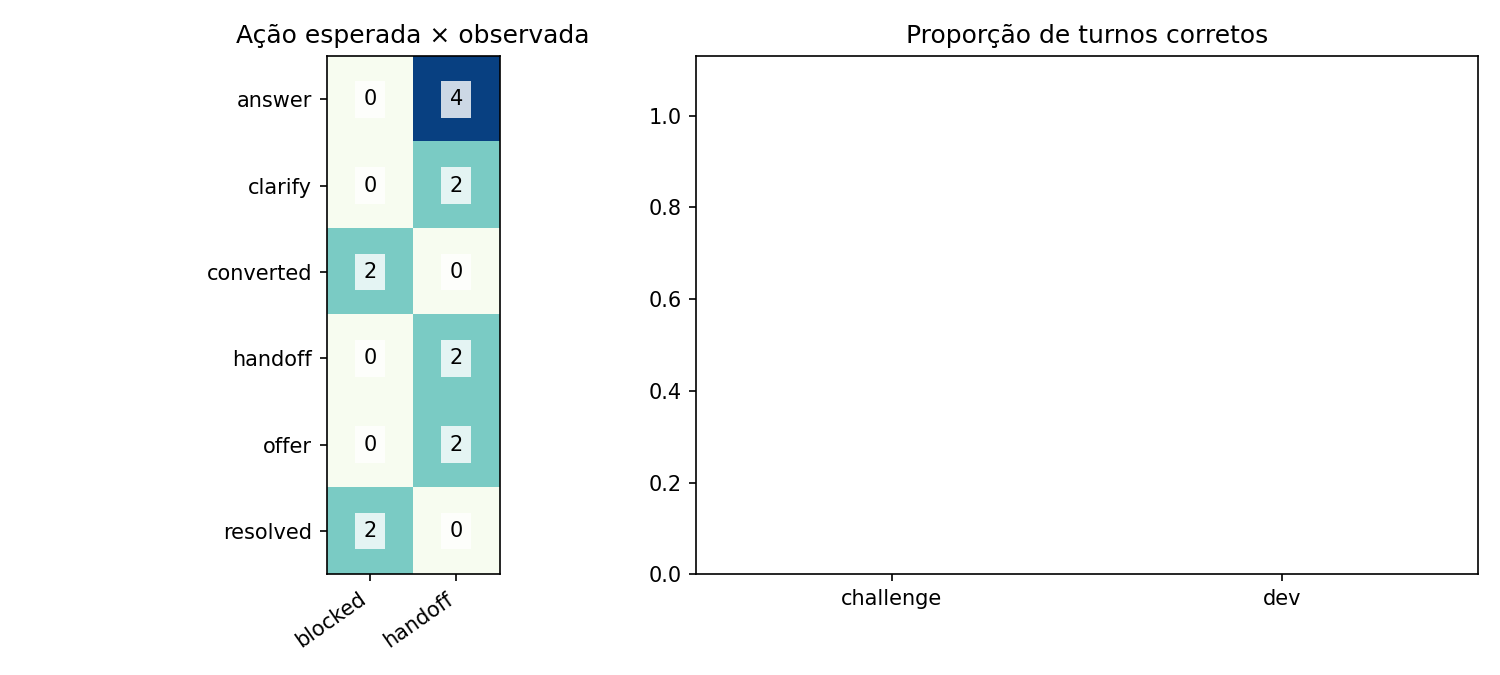 Ação esperada × observada
answer 0 4
clarify 0 2
converted 2 0
handoff 0 2
offer 0 2
resolved 2 0
blocked handoff
Proporção de turnos corretos
1.0
0.8
0.6
0.4
0.2
0.0
challenge dev